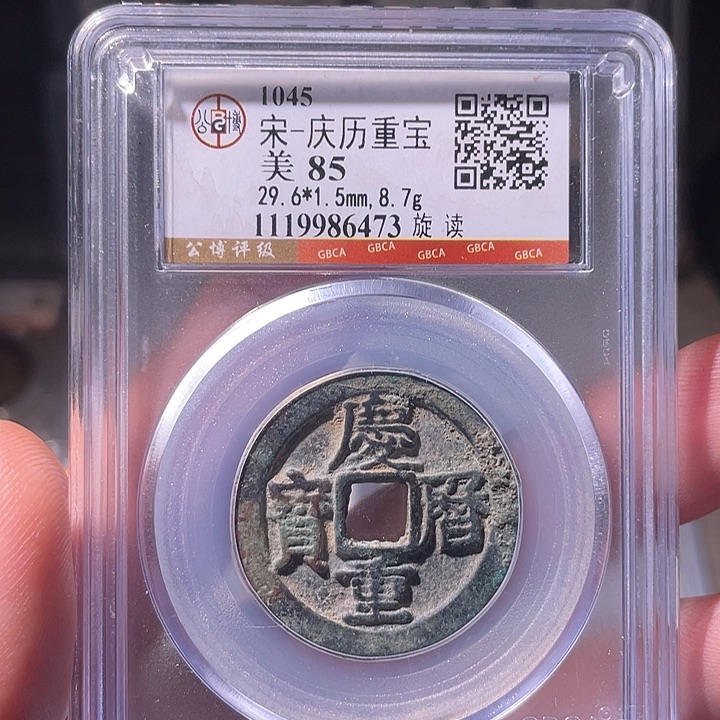 1045
宋-庆历重宝
美 85
29.6*1.5mm,8.7g
1119986473 旋 读
公博评级 GBCA GBCA GBCA GBCA GBCA
慶
寶 曆
重